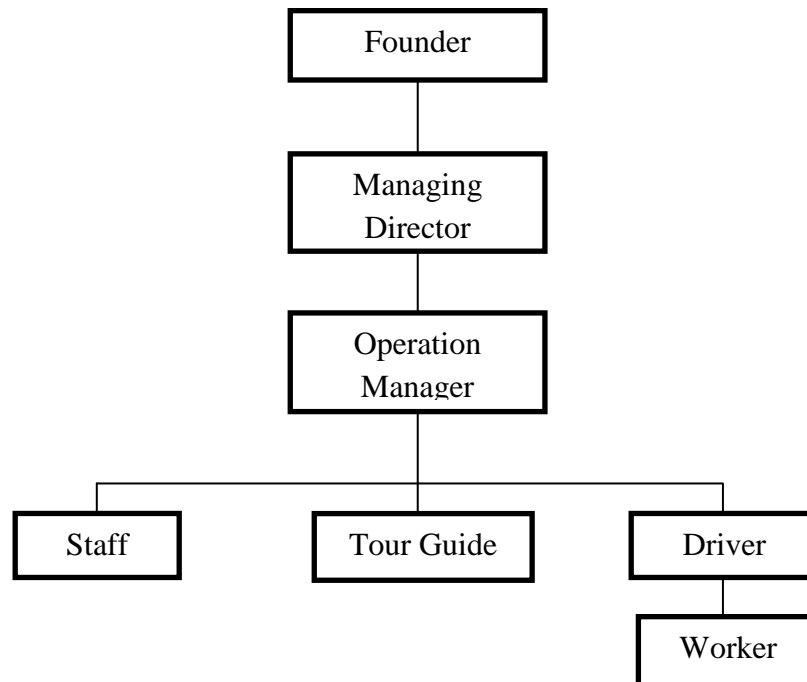 Founder
Managing
Director
Operation
Manager
Staff
Tour Guide
Driver
Worker